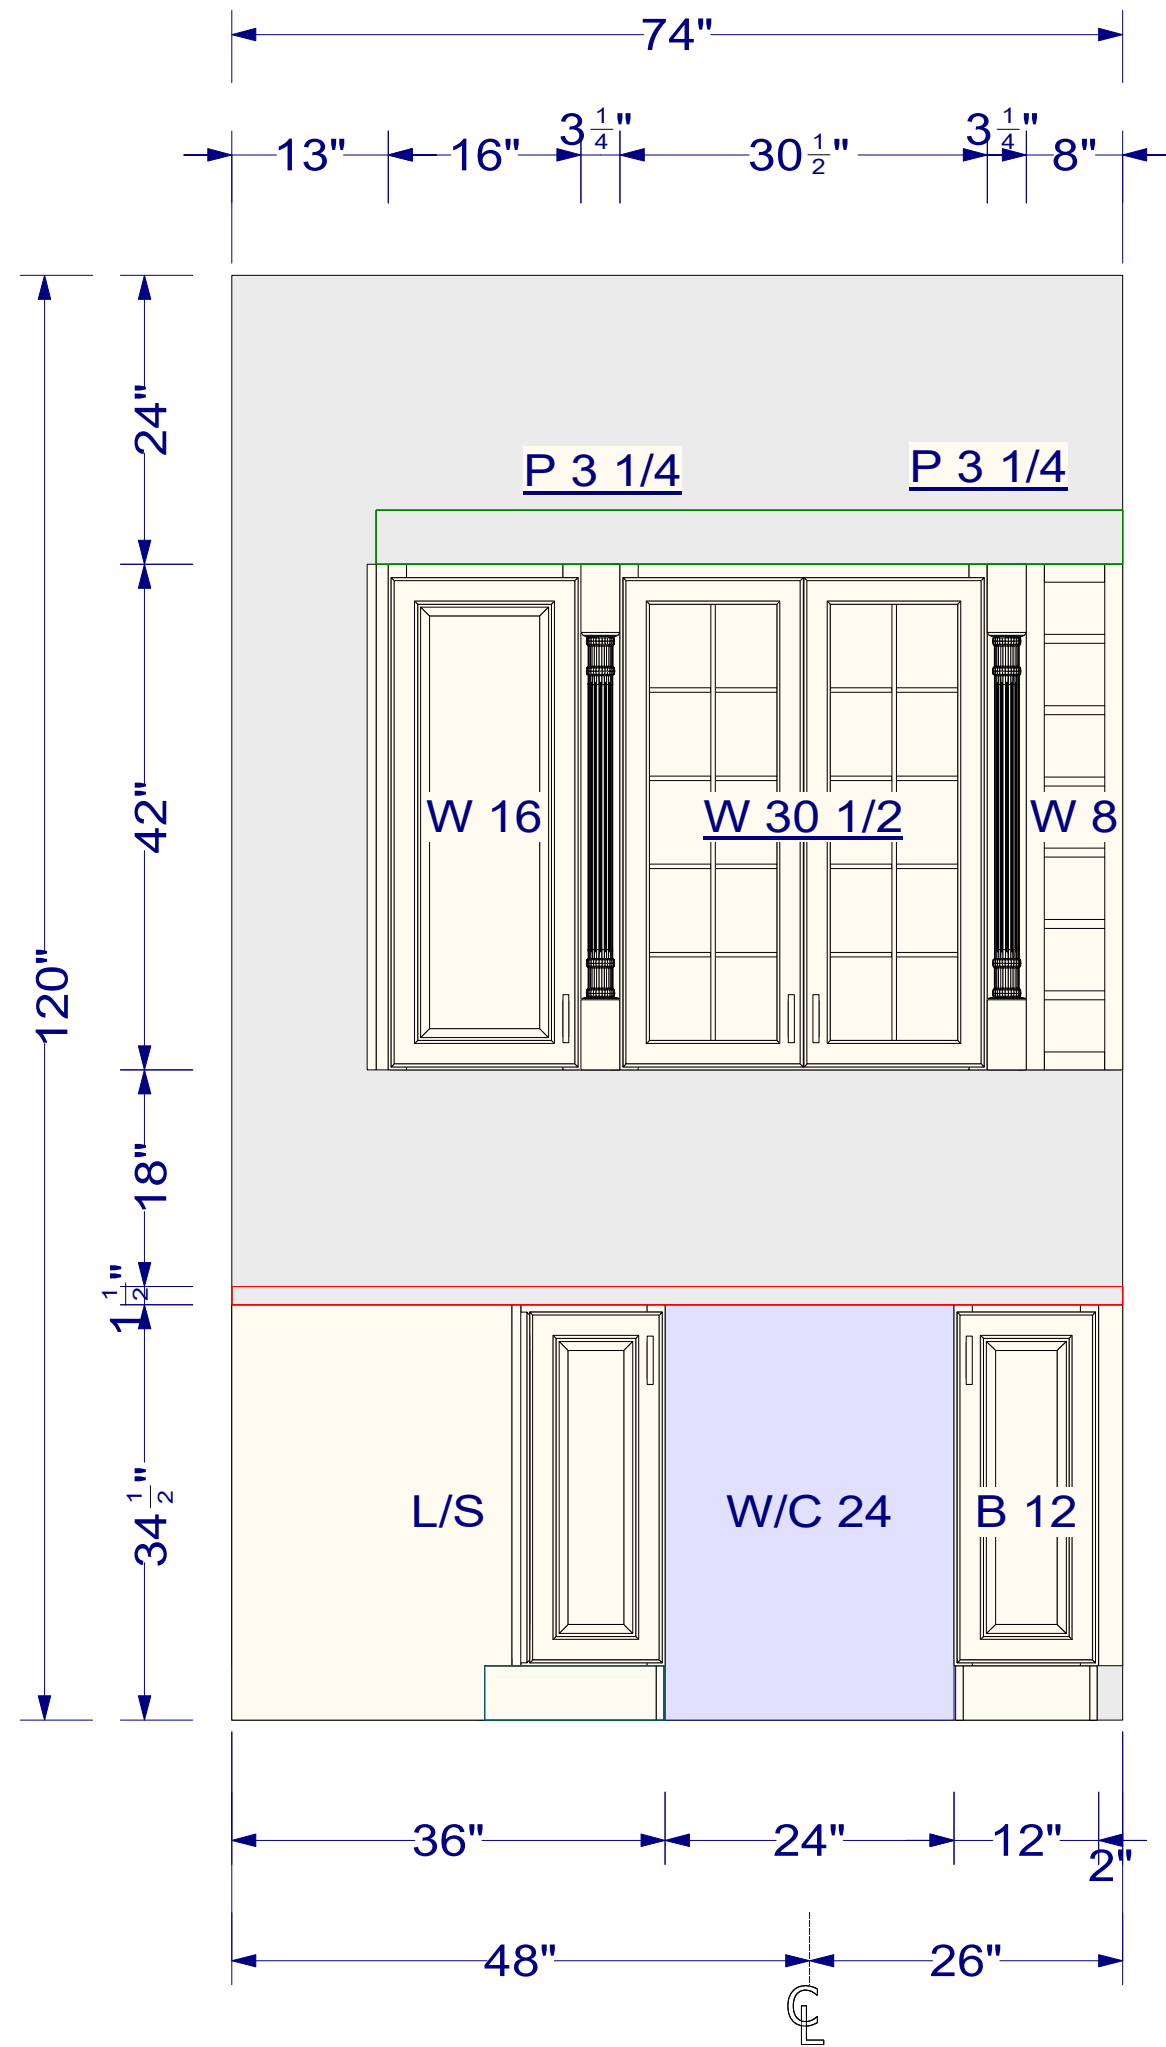 74"
13" 16" 3 1/4" 30 1/2" 3 1/4" 8"
24"
P 3 1/4 P 3 1/4
42"
W 16 W 30 1/2 W 8
120"
18"
1 1/2"
34 1/2"
L/S W/C 24 B 12
36" 24" 12" 2"
48" 26"
CL